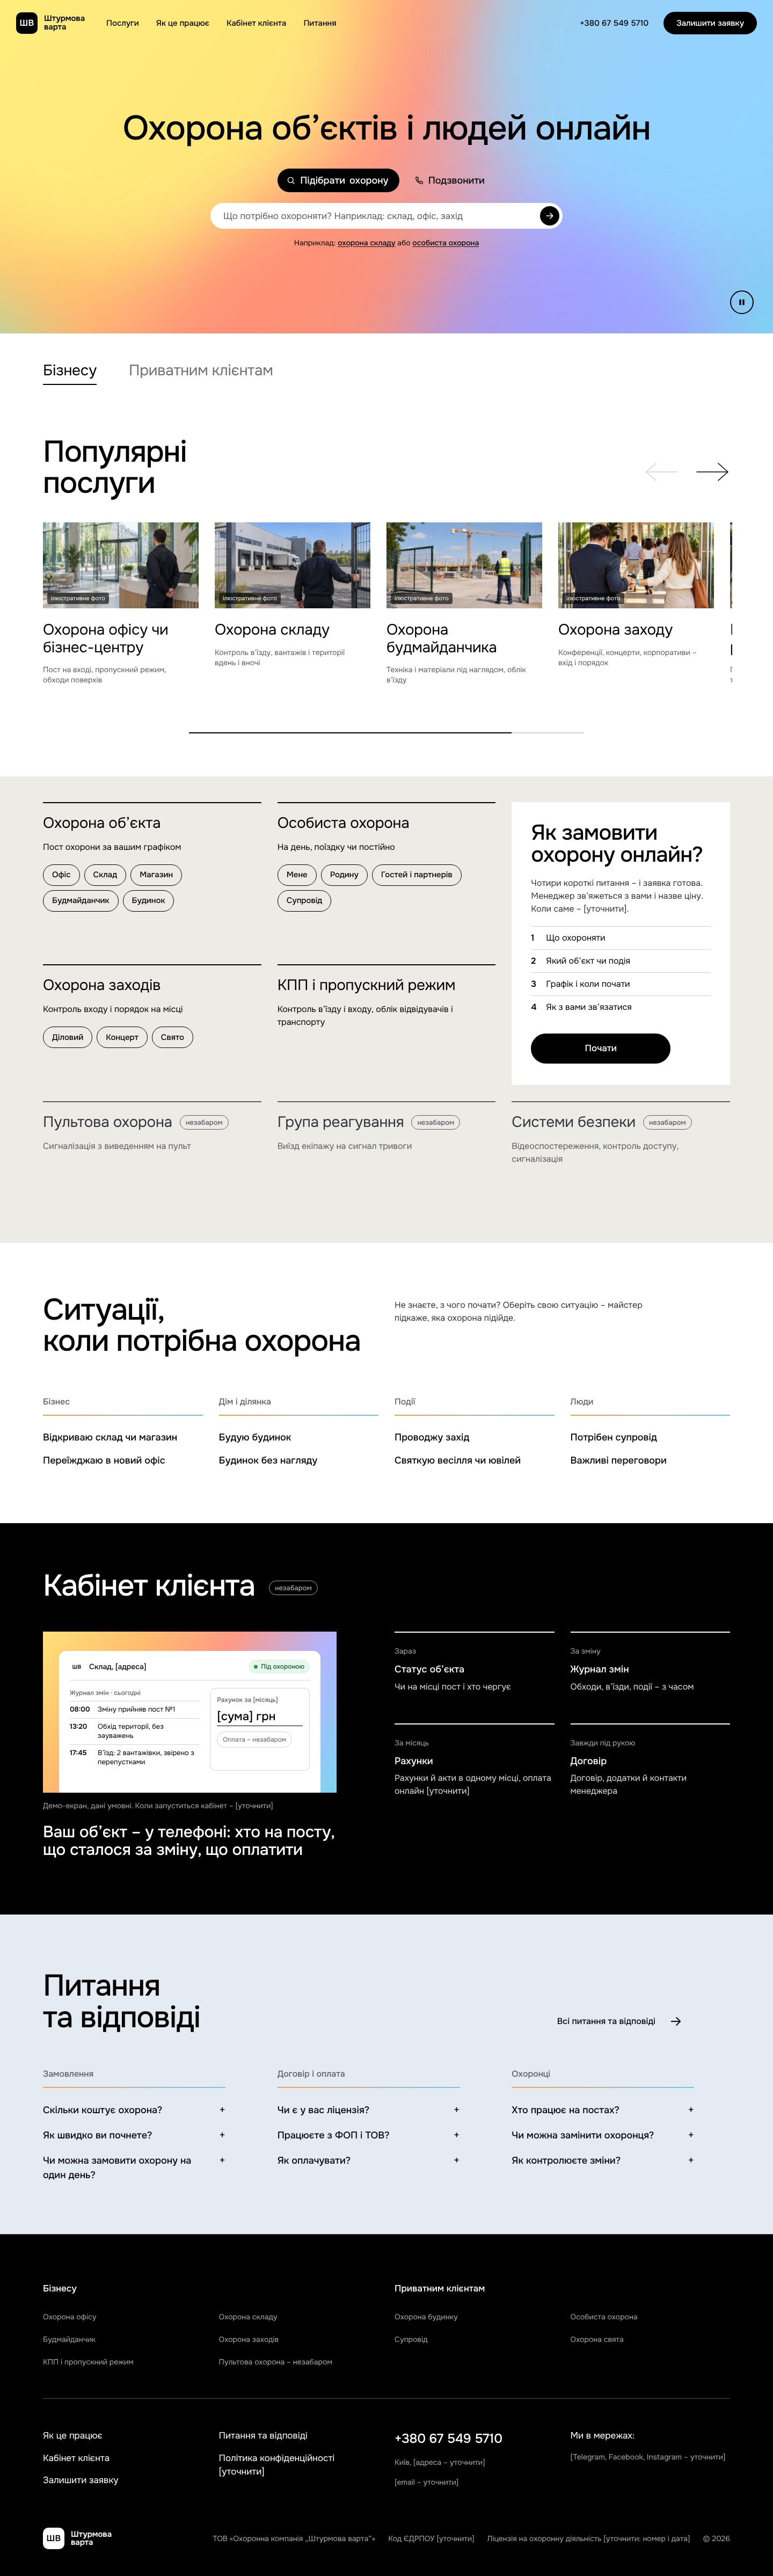 ШВ
Штурмова
варта
Послуги
Як це працює
Кабінет клієнта
Питання
+380 67 549 5710
Залишити заявку
Охорона об’єктів і людей онлайн
Підібрати охорону
Подзвонити
Що потрібно охороняти? Наприклад: склад, офіс, захід
Наприклад: охорона складу або особиста охорона
Бізнесу
Приватним клієнтам
Популярні
послуги
ілюстративне фото
ілюстративне фото
ілюстративне фото
ілюстративне фото
Охорона офісу чи
бізнес-центру
Пост на вході, пропускний режим,
обходи поверхів
Охорона складу
Контроль в’їзду, вантажів і території
вдень і вночі
Охорона
будмайданчика
Техніка і матеріали під наглядом, облік
в’їзду
Охорона заходу
Конференції, концерти, корпоративи –
вхід і порядок
Охорона об’єкта
Пост охорони за вашим графіком
Офіс
Склад
Магазин
Будмайданчик
Будинок
Особиста охорона
На день, поїздку чи постійно
Мене
Родину
Гостей і партнерів
Супровід
Як замовити
охорону онлайн?
Чотири короткі питання – і заявка готова.
Менеджер зв’яжеться з вами і назве ціну.
Коли саме – [уточнити].
1 Що охороняти
2 Який об’єкт чи подія
3 Графік і коли почати
4 Як з вами зв’язатися
Почати
Охорона заходів
Контроль входу і порядок на місці
Діловий
Концерт
Свято
КПП і пропускний режим
Контроль в’їзду і входу, облік відвідувачів і
транспорту
Пультова охорона
незабаром
Сигналізація з виведенням на пульт
Група реагування
незабаром
Виїзд екіпажу на сигнал тривоги
Системи безпеки
незабаром
Відеоспостереження, контроль доступу,
сигналізація
Ситуації,
коли потрібна охорона
Не знаєте, з чого почати? Оберіть свою ситуацію – майстер
підкаже, яка охорона підійде.
Бізнес
Відкриваю склад чи магазин
Переїжджаю в новий офіс
Дім і ділянка
Будую будинок
Будинок без нагляду
Події
Проводжу захід
Святкую весілля чи ювілей
Люди
Потрібен супровід
Важливі переговори
Кабінет клієнта
незабаром
ШВ
Склад, [адреса]
Під охороною
Журнал змін · сьогодні
08:00 Зміну прийняв пост №1
13:20 Обхід території, без
зауважень
17:45 В’їзд: 2 вантажівки, звірено з
перепустками
Рахунок за [місяць]
[сума] грн
Оплата – незабаром
Демо-екран, дані умовні. Коли запуститься кабінет – [уточнити]
Ваш об’єкт – у телефоні: хто на посту,
що сталося за зміну, що оплатити
Зараз
Статус об’єкта
Чи на місці пост і хто чергує
За зміну
Журнал змін
Обходи, в’їзди, події – з часом
За місяць
Рахунки
Рахунки й акти в одному місці, оплата
онлайн [уточнити]
Завжди під рукою
Договір
Договір, додатки й контакти
менеджера
Питання
та відповіді
Всі питання та відповіді
Замовлення
Скільки коштує охорона? +
Як швидко ви почнете? +
Чи можна замовити охорону на +
один день?
Договір і оплата
Чи є у вас ліцензія? +
Працюєте з ФОП і ТОВ? +
Як оплачувати? +
Охоронці
Хто працює на постах? +
Чи можна замінити охоронця? +
Як контролюєте зміни? +
Бізнесу
Охорона офісу
Охорона складу
Будмайданчик
Охорона заходів
КПП і пропускний режим
Пультова охорона – незабаром
Приватним клієнтам
Охорона будинку
Особиста охорона
Супровід
Охорона свята
Як це працює
Кабінет клієнта
Залишити заявку
Питання та відповіді
Політика конфіденційності
[уточнити]
+380 67 549 5710
Київ, [адреса – уточнити]
[email – уточнити]
Ми в мережах:
[Telegram, Facebook, Instagram – уточнити]
ШВ
Штурмова
варта
ТОВ «Охоронна компанія „Штурмова варта“»
Код ЄДРПОУ [уточнити]
Ліцензія на охоронну діяльність [уточнити: номер і дата]
© 2026